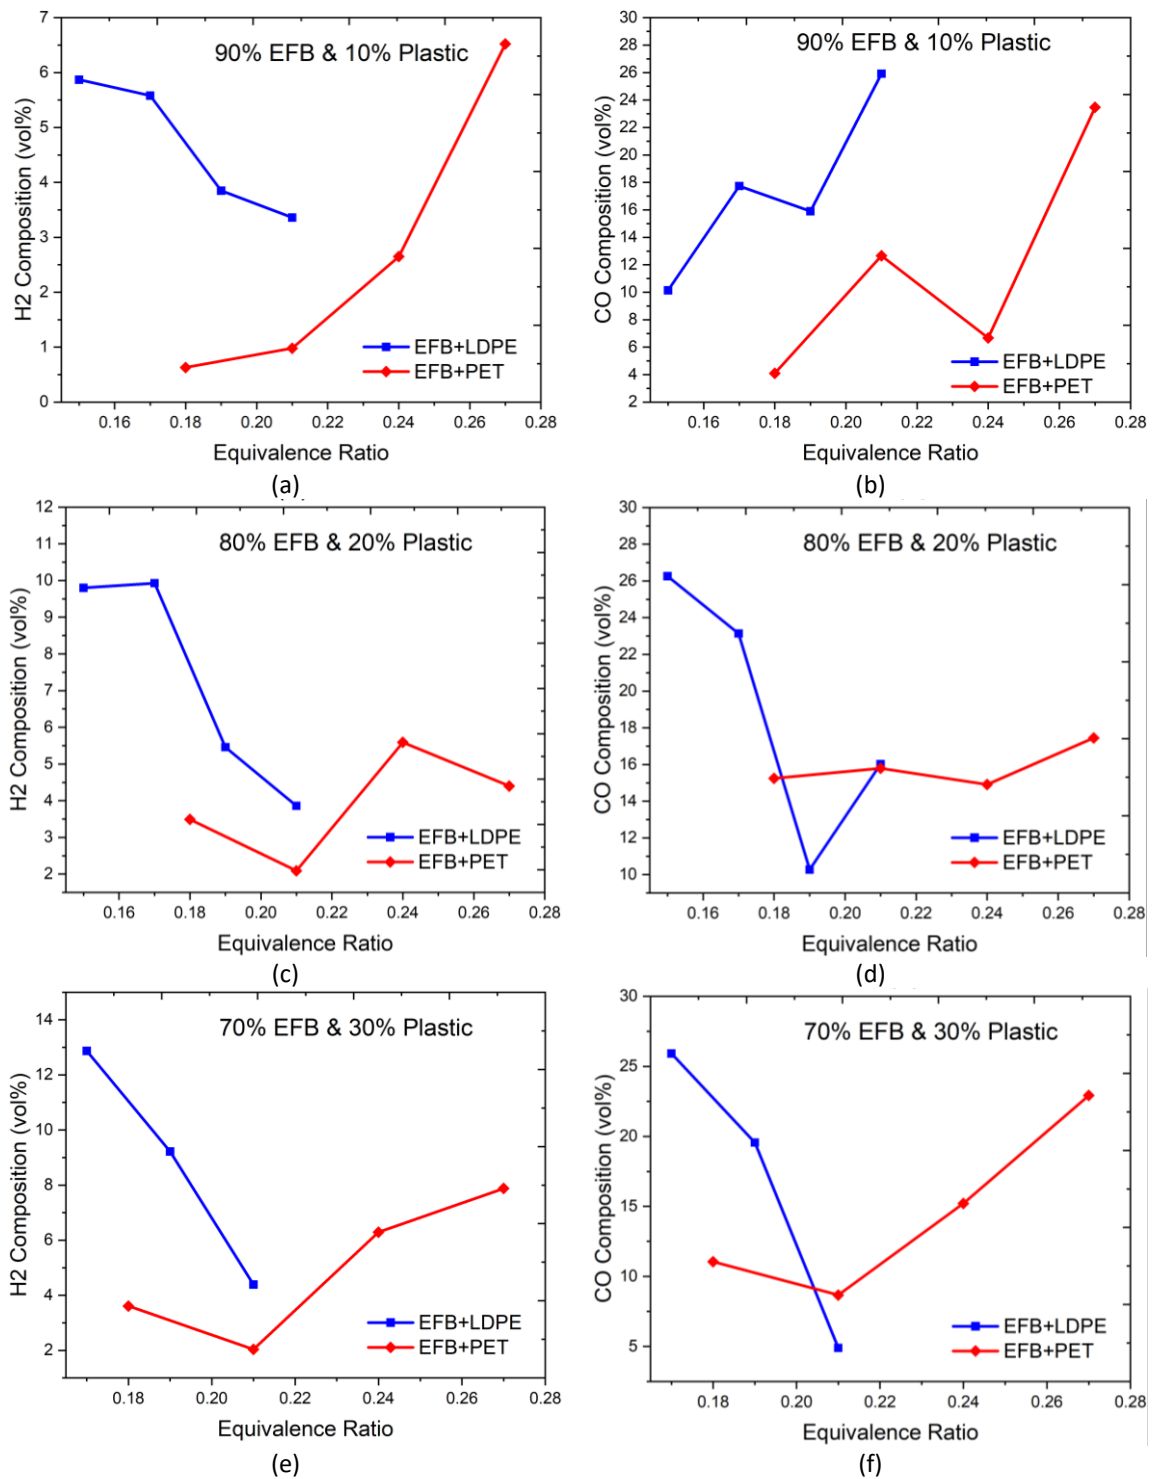 90% EFB & 10% Plastic
H2 Composition (vol%)
7
6
5
4
3
2
1
0
EFB+LDPE
EFB+PET
0.16 0.18 0.20 0.22 0.24 0.26 0.28
Equivalence Ratio
(a)
90% EFB & 10% Plastic
CO Composition (vol%)
30
28
26
24
22
20
18
16
14
12
10
8
6
4
2
EFB+LDPE
EFB+PET
0.16 0.18 0.20 0.22 0.24 0.26 0.28
Equivalence Ratio
(b)
80% EFB & 20% Plastic
H2 Composition (vol%)
12
11
10
9
8
7
6
5
4
3
2
EFB+LDPE
EFB+PET
0.16 0.18 0.20 0.22 0.24 0.26 0.28
Equivalence Ratio
(c)
80% EFB & 20% Plastic
CO Composition (vol%)
30
28
26
24
22
20
18
16
14
12
10
EFB+LDPE
EFB+PET
0.16 0.18 0.20 0.22 0.24 0.26 0.28
Equivalence Ratio
(d)
70% EFB & 30% Plastic
H2 Composition (vol%)
14
12
10
8
6
4
2
EFB+LDPE
EFB+PET
0.18 0.20 0.22 0.24 0.26 0.28
Equivalence Ratio
(e)
70% EFB & 30% Plastic
CO Composition (vol%)
30
25
20
15
10
5
EFB+LDPE
EFB+PET
0.18 0.20 0.22 0.24 0.26 0.28
Equivalence Ratio
(f)